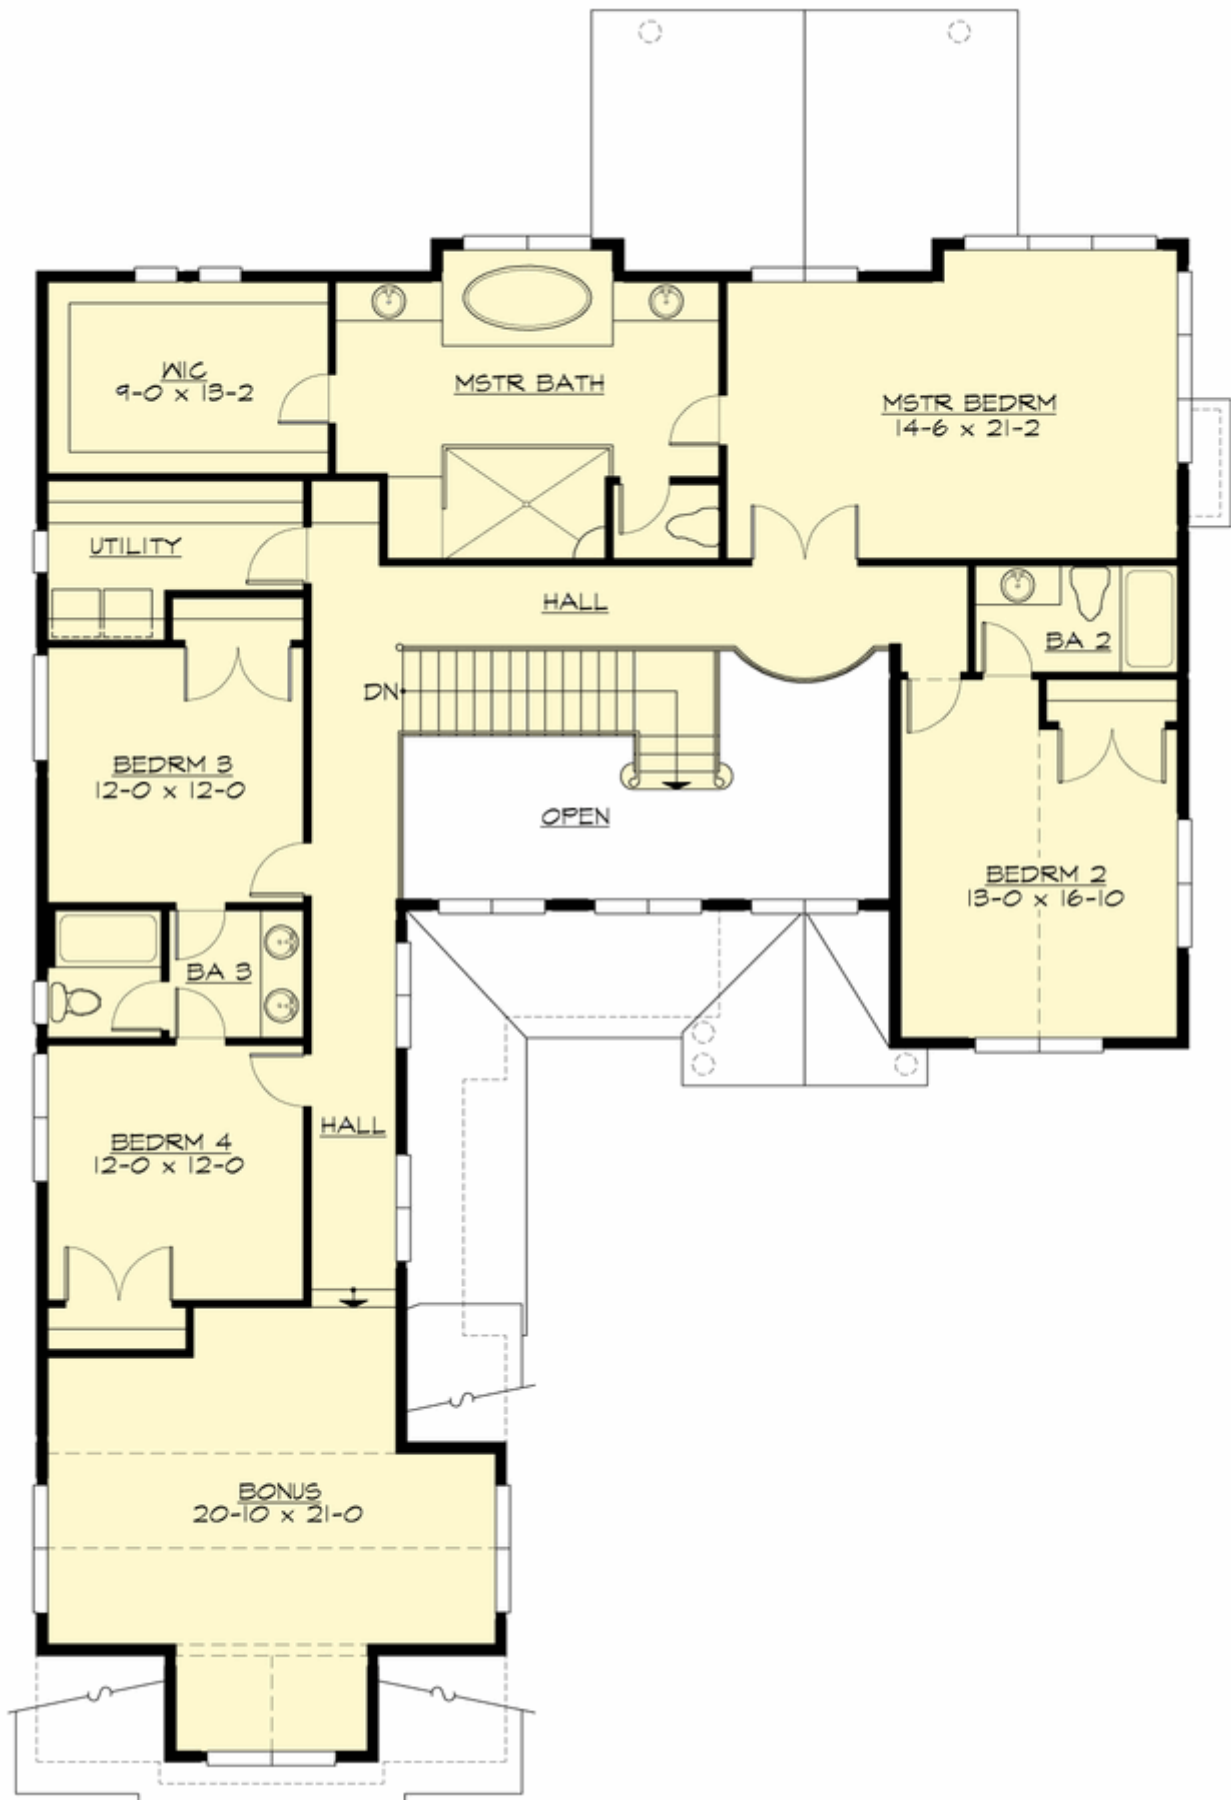 WIC
9-0 x 13-2
MSTR BATH
MSTR BEDRM
14-6 x 21-2
UTILITY
HALL
BA 2
DN
BEDRM 3
12-0 x 12-0
OPEN
BEDRM 2
13-0 x 16-10
BA 3
HALL
BEDRM 4
12-0 x 12-0
BONUS
20-10 x 21-0